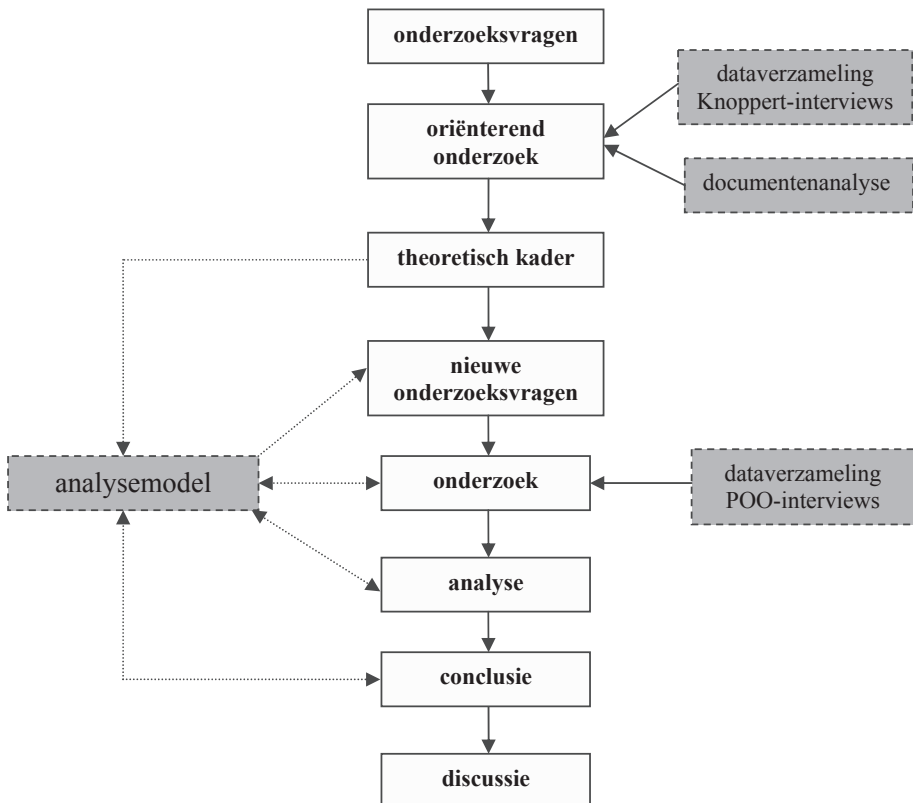 onderzoeksvragen
dataverzameling
Knoppert-interviews
oriënterend
onderzoek
documentenanalyse
theoretisch kader
nieuwe
onderzoeksvragen
analysemodel
onderzoek
dataverzameling
POO-interviews
analyse
conclusie
discussie